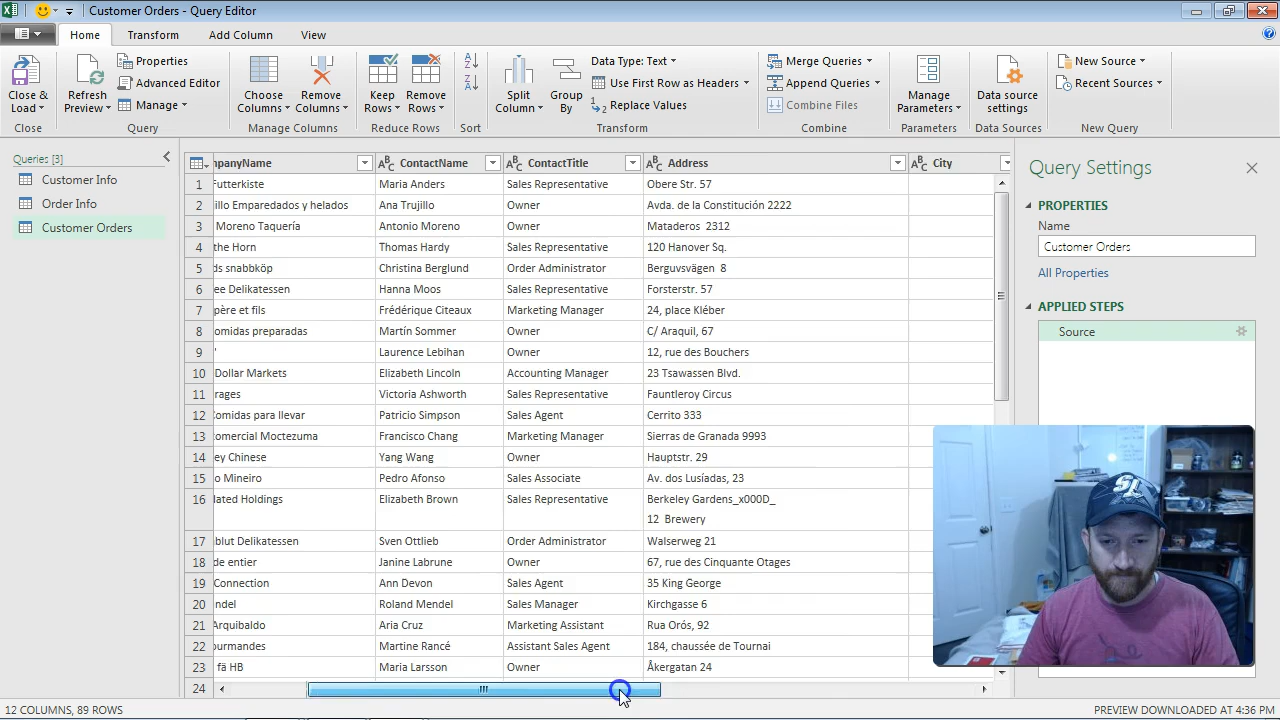 Customer Orders - Query Editor
Home Transform Add Column View
Close & Load
Close
Refresh Preview
Properties
Advanced Editor
Manage
Query
Choose Columns
Remove Columns
Manage Columns
Keep Rows
Remove Rows
Reduce Rows
Sort
Split Column
Group By
Data Type: Text
Use First Row as Headers
Replace Values
Transform
Merge Queries
Append Queries
Combine Files
Combine
Manage Parameters
Parameters
Data source settings
Data Sources
New Source
Recent Sources
New Query
Queries [3]
Customer Info
Order Info
Customer Orders
npanyName ContactName ContactTitle Address City
1 Futterkiste Maria Anders Sales Representative Obere Str. 57
2 illo Emparedados y helados Ana Trujillo Owner Avda. de la Constitución 2222
3 Moreno Taquería Antonio Moreno Owner Mataderos 2312
4 the Horn Thomas Hardy Sales Representative 120 Hanover Sq.
5 ds snabbköp Christina Berglund Order Administrator Berguvsvägen 8
6 ee Delikatessen Hanna Moos Sales Representative Forsterstr. 57
7 père et fils Frédérique Citeaux Marketing Manager 24, place Kléber
8 omidas preparadas Martín Sommer Owner C/ Araquil, 67
9 ' Laurence Lebihan Owner 12, rue des Bouchers
10 Dollar Markets Elizabeth Lincoln Accounting Manager 23 Tsawassen Blvd.
11 rages Victoria Ashworth Sales Representative Fauntleroy Circus
12 Comidas para llevar Patricio Simpson Sales Agent Cerrito 333
13 omercial Moctezuma Francisco Chang Marketing Manager Sierras de Granada 9993
14 ey Chinese Yang Wang Owner Hauptstr. 29
15 o Mineiro Pedro Afonso Sales Associate Av. dos Lusíadas, 23
16 lated Holdings Elizabeth Brown Sales Representative Berkeley Gardens_x000D_
12 Brewery
17 blut Delikatessen Sven Ottlieb Order Administrator Walserweg 21
18 de entier Janine Labrune Owner 67, rue des Cinquante Otages
19 Connection Ann Devon Sales Agent 35 King George
20 ndel Roland Mendel Sales Manager Kirchgasse 6
21 Arquibaldo Aria Cruz Marketing Assistant Rua Orós, 92
22 ourmandes Martine Rancé Assistant Sales Agent 184, chaussée de Tournai
23 fä HB Maria Larsson Owner Åkergatan 24
24
Query Settings
PROPERTIES
Name
Customer Orders
All Properties
APPLIED STEPS
Source
12 COLUMNS, 89 ROWS
PREVIEW DOWNLOADED AT 4:36 PM